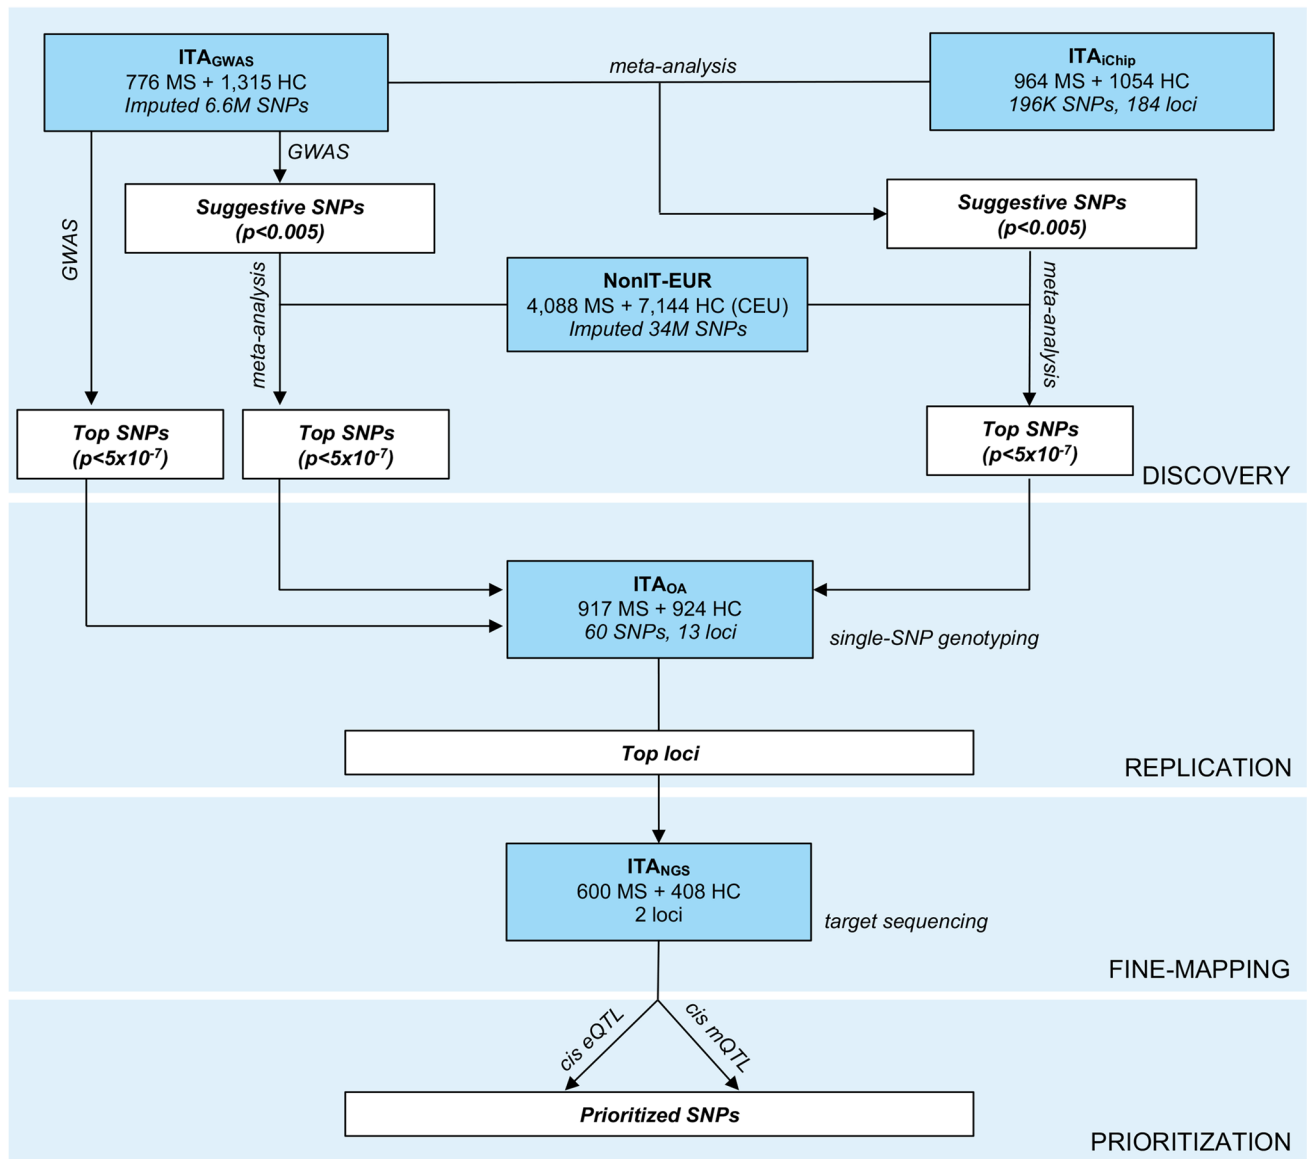 ITAGWAS
776 MS + 1,315 HC
Imputed 6.6M SNPs
meta-analysis
ITAiChip
964 MS + 1054 HC
196K SNPs, 184 loci
GWAS
GWAS
Suggestive SNPs
(p<0.005)
Suggestive SNPs
(p<0.005)
meta-analysis
NonIT-EUR
4,088 MS + 7,144 HC (CEU)
Imputed 34M SNPs
meta-analysis
Top SNPs
(p<5x10-7)
Top SNPs
(p<5x10-7)
Top SNPs
(p<5x10-7)
DISCOVERY
ITAOA
917 MS + 924 HC
60 SNPs, 13 loci
single-SNP genotyping
Top loci
REPLICATION
ITANGS
600 MS + 408 HC
2 loci
target sequencing
FINE-MAPPING
cis eQTL
cis mQTL
Prioritized SNPs
PRIORITIZATION